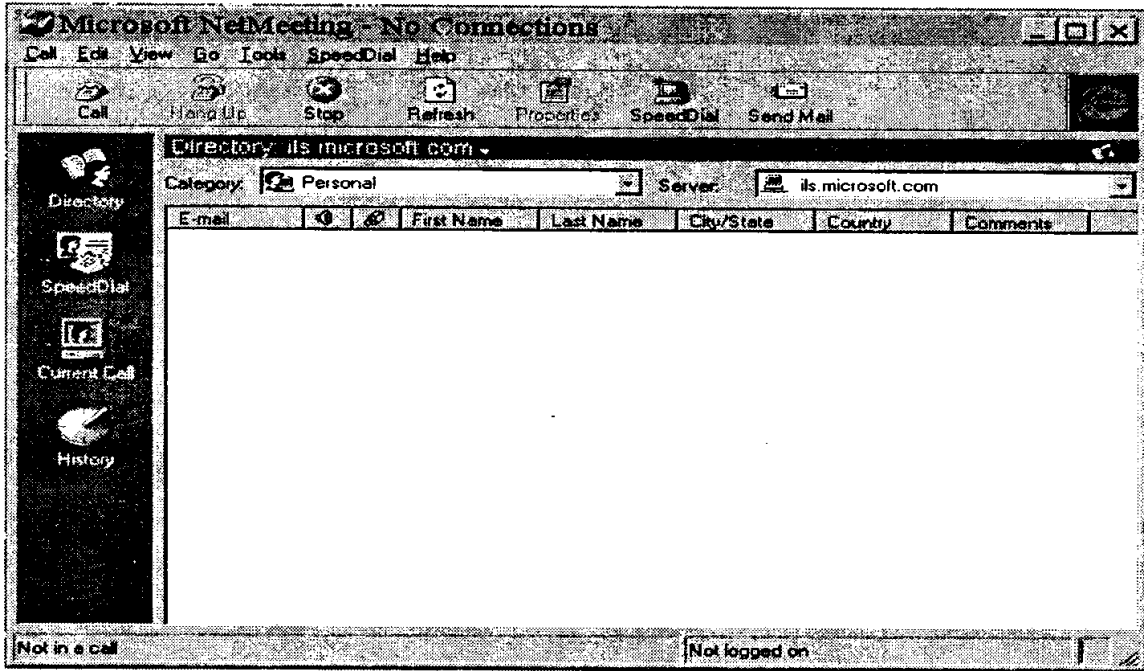 Microsoft NetMeeting - No Connections
Call Edit View Go Tools SpeedDial Help
Call Hang Up Stop Refresh Properties SpeedDial Send Mail
Directory: ils.microsoft.com
Category: Personal Server: ils.microsoft.com
E-mail First Name Last Name City/State Country Comments
Directory
SpeedDial
Current Call
History
Not in a call Not logged on